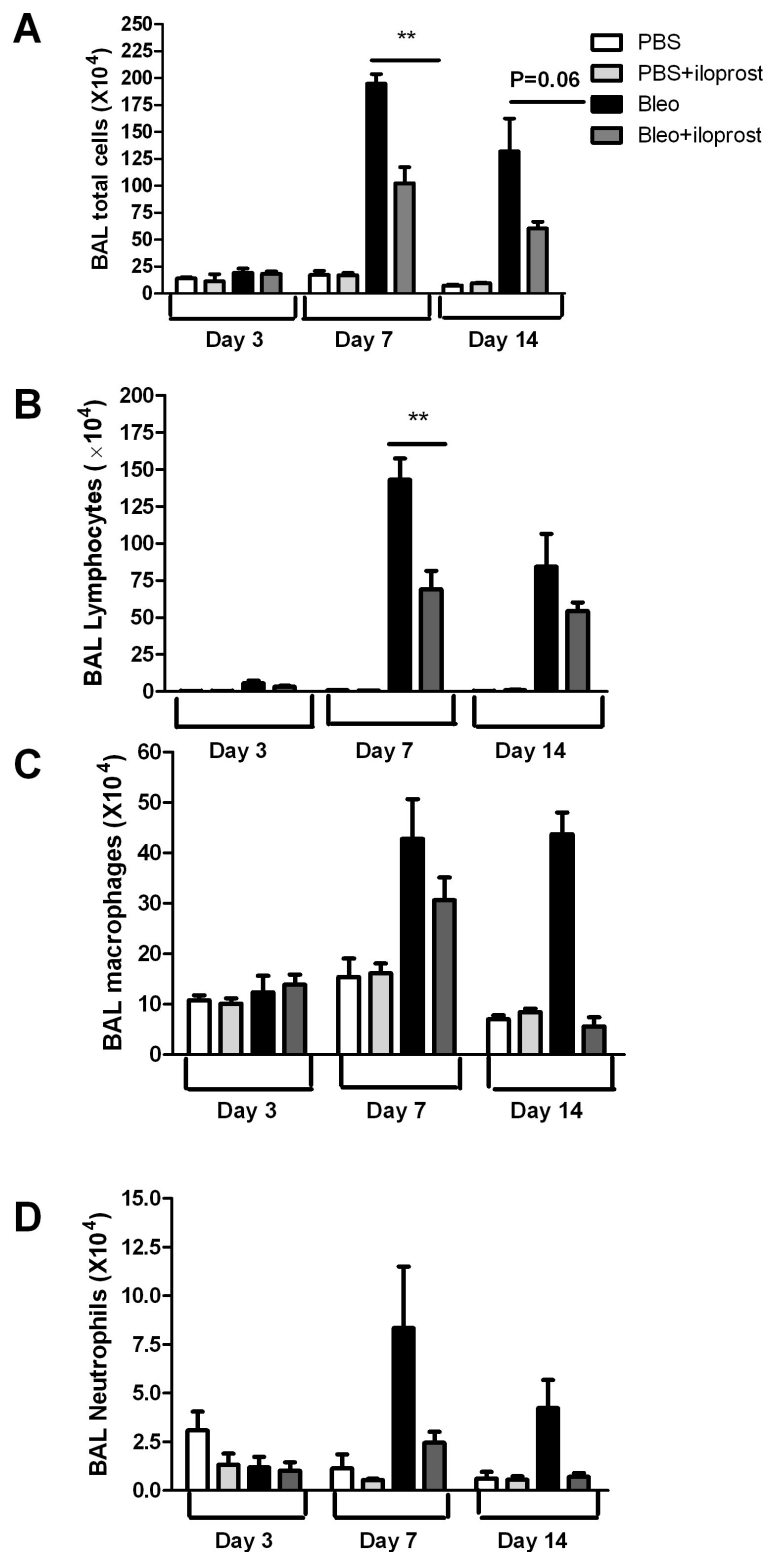 A
BAL total cells (X10⁴)
250
225
200
175
150
125
100
75
50
25
0
**
P=0.06
PBS
PBS+iloprost
Bleo
Bleo+iloprost
Day 3 Day 7 Day 14
B
BAL Lymphocytes ( ×10⁴)
200
175
150
125
100
75
50
25
0
**
Day 3 Day 7 Day 14
C
BAL macrophages (X10⁴)
60
50
40
30
20
10
0
Day 3 Day 7 Day 14
D
BAL Neutrophils (X10⁴)
15.0
12.5
10.0
7.5
5.0
2.5
0.0
Day 3 Day 7 Day 14